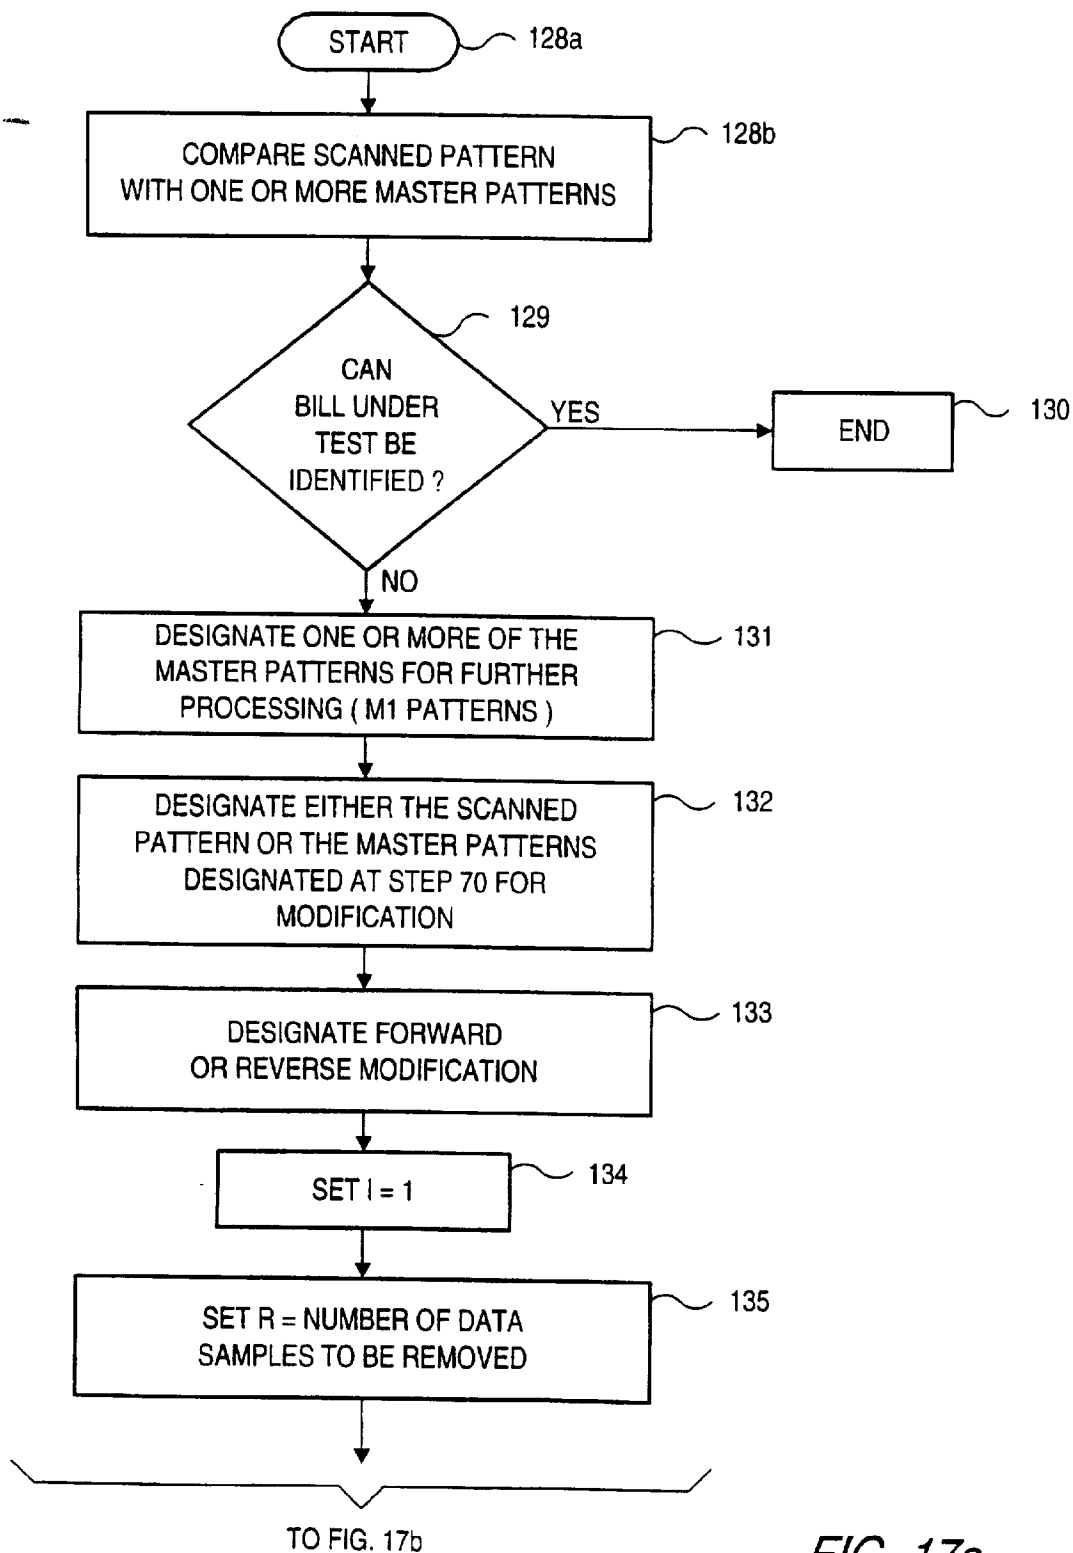 START
128a
COMPARE SCANNED PATTERN
WITH ONE OR MORE MASTER PATTERNS
128b
CAN
BILL UNDER
TEST BE
IDENTIFIED ?
129
YES
END
130
NO
DESIGNATE ONE OR MORE OF THE
MASTER PATTERNS FOR FURTHER
PROCESSING ( M1 PATTERNS )
131
DESIGNATE EITHER THE SCANNED
PATTERN OR THE MASTER PATTERNS
DESIGNATED AT STEP 70 FOR
MODIFICATION
132
DESIGNATE FORWARD
OR REVERSE MODIFICATION
133
SET I = 1
134
SET R = NUMBER OF DATA
SAMPLES TO BE REMOVED
135
TO FIG. 17b
FIG. 17a